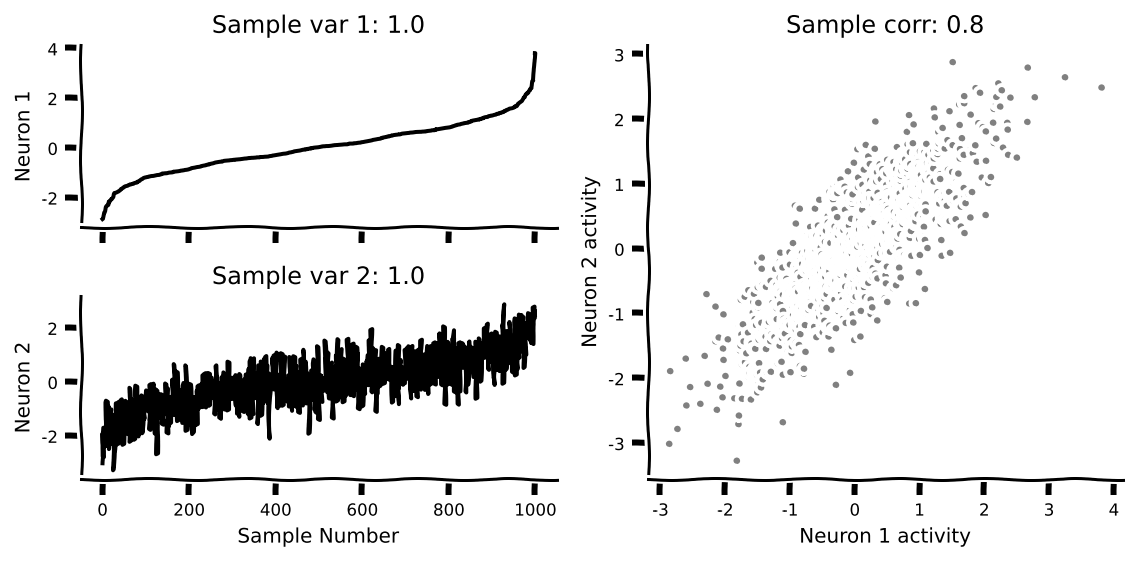 Sample var 1: 1.0
Neuron 1
4
2
0
-2
Sample var 2: 1.0
Neuron 2
2
0
-2
0 200 400 600 800 1000
Sample Number
Sample corr: 0.8
Neuron 2 activity
3
2
1
0
-1
-2
-3
-3 -2 -1 0 1 2 3 4
Neuron 1 activity